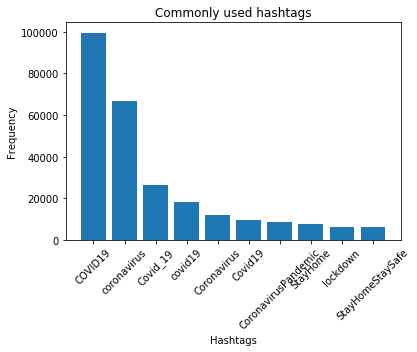 Commonly used hashtags
Frequency
100000
80000
60000
40000
20000
0
COVID19
coronavirus
Covid_19
covid19
Coronavirus
Covid19
CoronavirusPandemic
StayHome
lockdown
StayHomeStaySafe
Hashtags